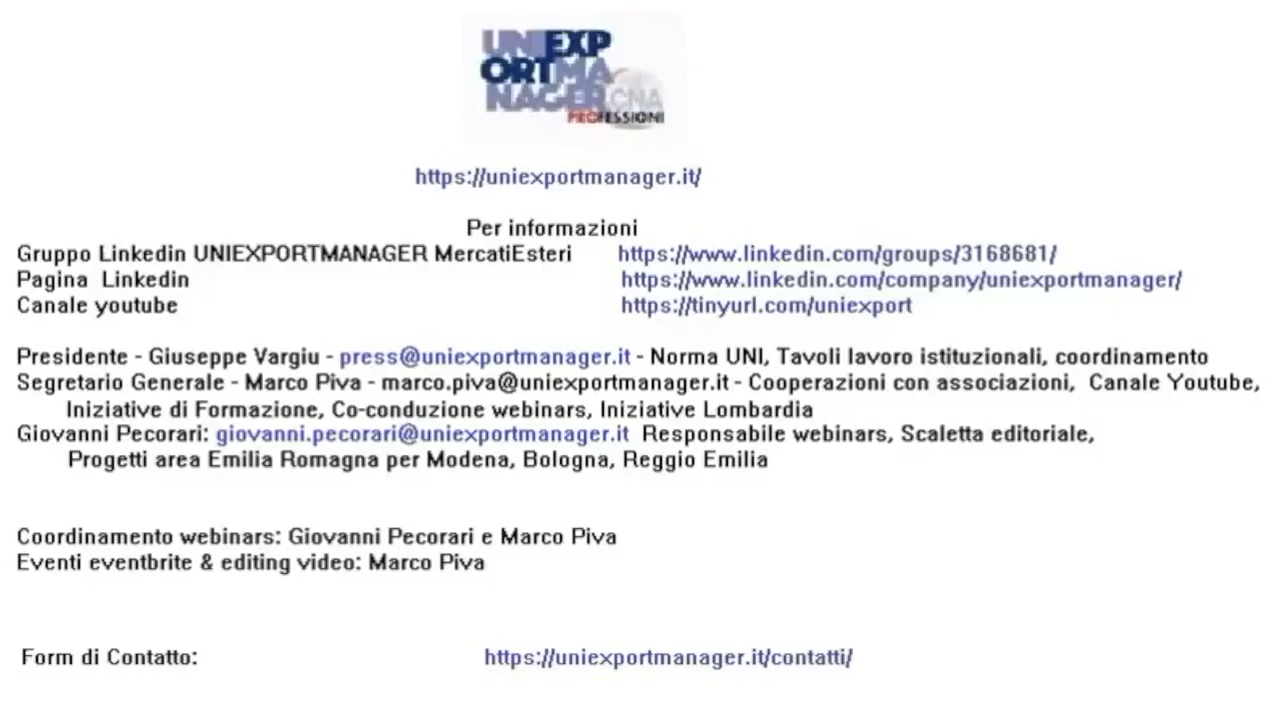 UNIEXP
ORTMA
NAGER.CNA
PROFESSIONI
https://uniexportmanager.it/
Per informazioni
Gruppo Linkedin UNIEXPORTMANAGER MercatiEsteri https://www.linkedin.com/groups/3168681/
Pagina Linkedin https://www.linkedin.com/company/uniexportmanager/
Canale youtube https://tinyurl.com/uniexport
Presidente - Giuseppe Vargiu - press@uniexportmanager.it - Norma UNI, Tavoli lavoro istituzionali, coordinamento
Segretario Generale - Marco Piva - marco.piva@uniexportmanager.it - Cooperazioni con associazioni, Canale Youtube,
Iniziative di Formazione, Co-conduzione webinars, Iniziative Lombardia
Giovanni Pecorari: giovanni.pecorari@uniexportmanager.it Responsabile webinars, Scaletta editoriale,
Progetti area Emilia Romagna per Modena, Bologna, Reggio Emilia
Coordinamento webinars: Giovanni Pecorari e Marco Piva
Eventi eventbrite & editing video: Marco Piva
Form di Contatto: https://uniexportmanager.it/contatti/